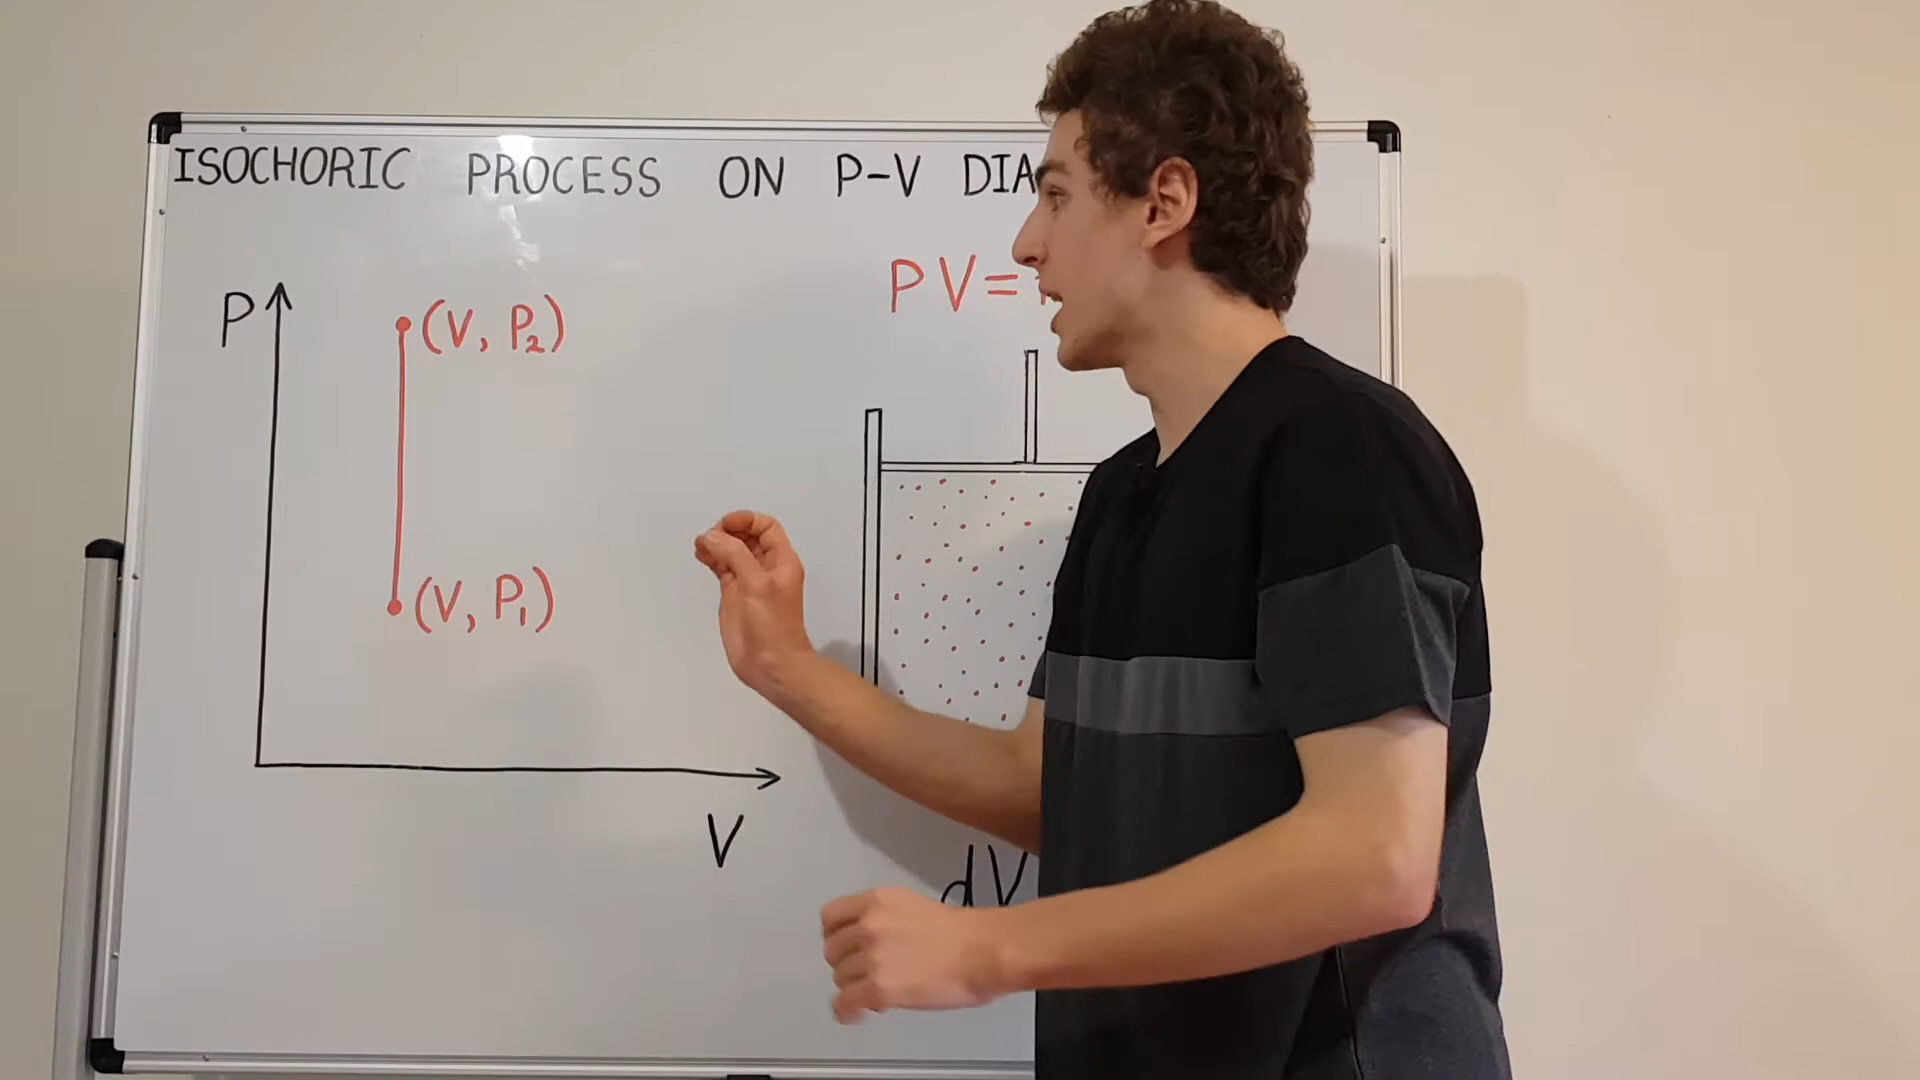 ISOCHORIC PROCESS ON P-V DIA
PV=
P
(V, P₂)
(V, P₁)
V
dV